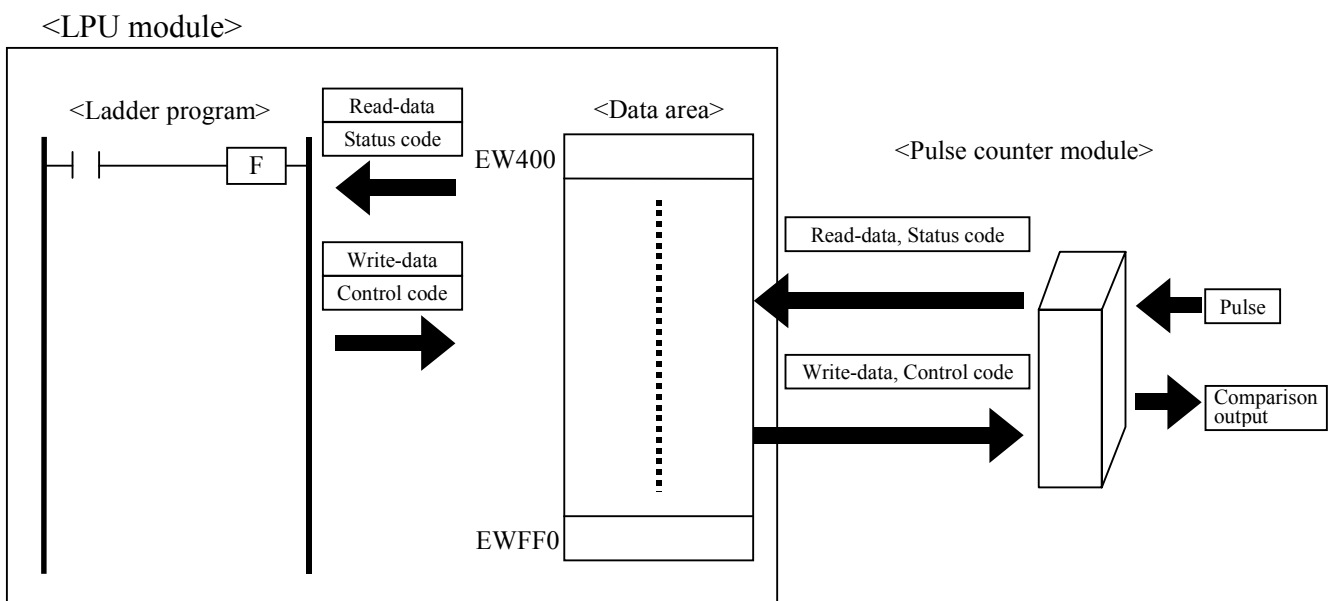 <LPU module>
<Ladder program>
F
Read-data
Status code
Write-data
Control code
<Data area>
EW400
EWFF0
<Pulse counter module>
Read-data, Status code
Write-data, Control code
Pulse
Comparison
output